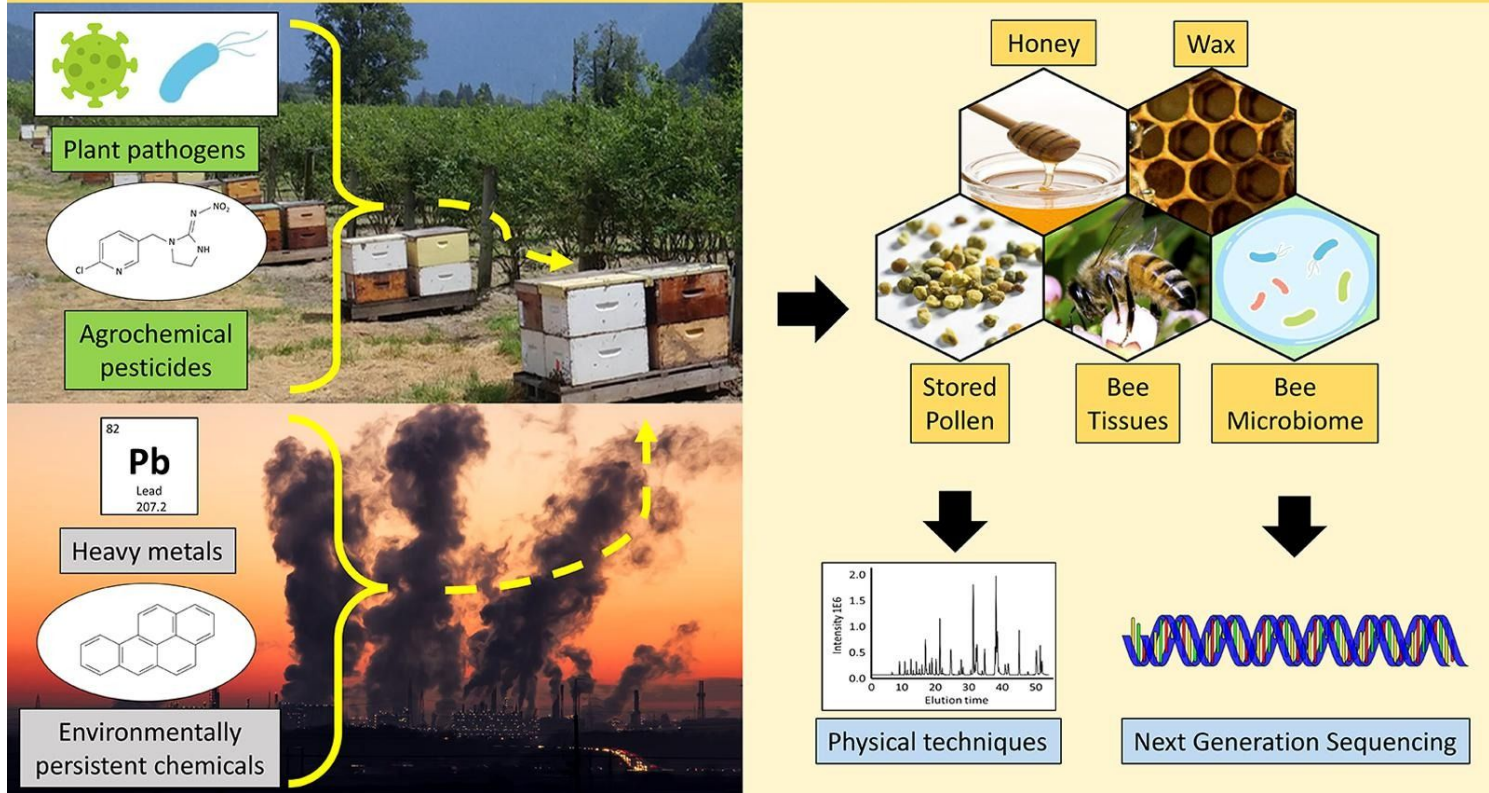 Plant pathogens
N
NO₂
N
N
NH
Cl
N
Agrochemical
pesticides
82
Pb
Lead
207.2
Heavy metals
Environmentally
persistent chemicals
Honey
Wax
Stored
Pollen
Bee
Tissues
Bee
Microbiome
Intensity 1E6
2.0
1.5
1.0
0.5
0.0
0 10 20 30 40 50
Elution time
Physical techniques
Next Generation Sequencing